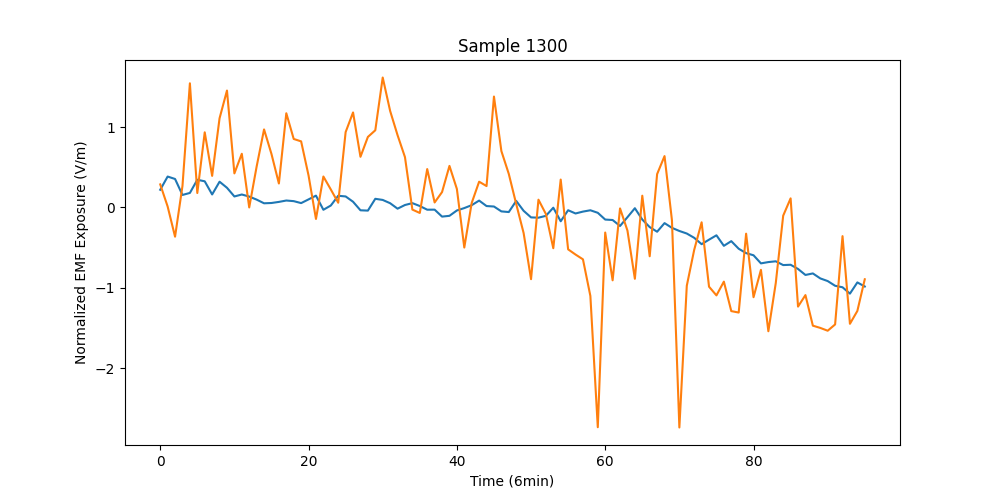 Sample 1300
Normalized EMF Exposure (V/m)
1
0
−1
−2
0 20 40 60 80
Time (6min)